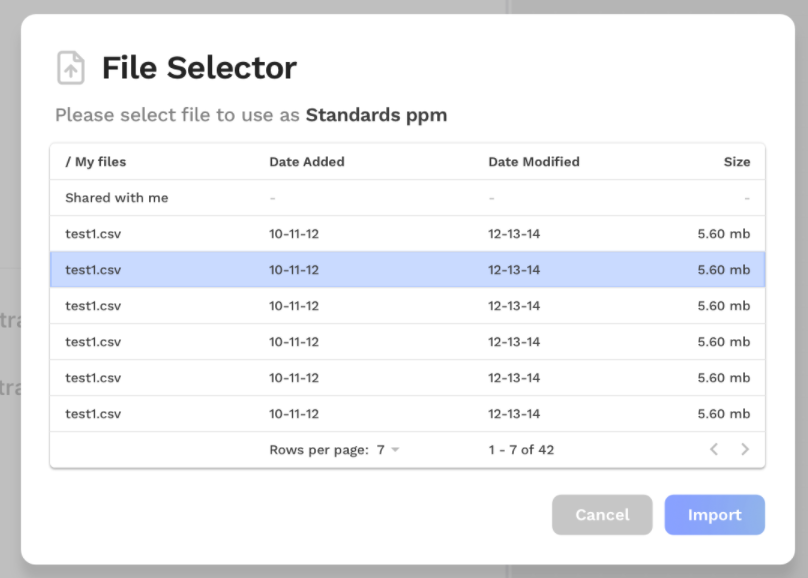 File Selector
Please select file to use as Standards ppm
/ My files Date Added Date Modified Size
Shared with me - - -
test1.csv 10-11-12 12-13-14 5.60 mb
test1.csv 10-11-12 12-13-14 5.60 mb
test1.csv 10-11-12 12-13-14 5.60 mb
test1.csv 10-11-12 12-13-14 5.60 mb
test1.csv 10-11-12 12-13-14 5.60 mb
test1.csv 10-11-12 12-13-14 5.60 mb
Rows per page: 7 1 - 7 of 42
Cancel Import